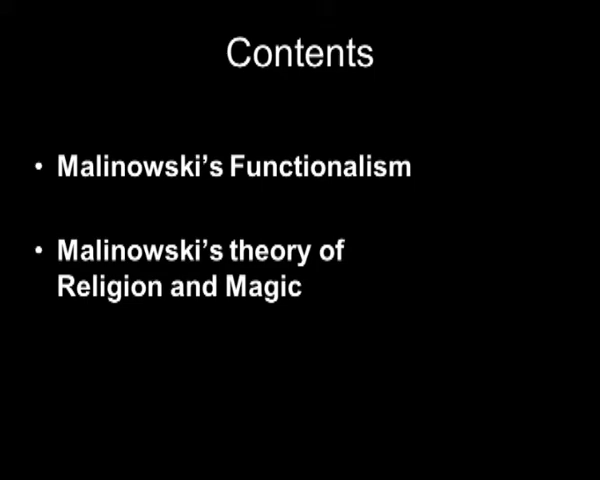 Contents
• Malinowski's Functionalism
• Malinowski's theory of
Religion and Magic